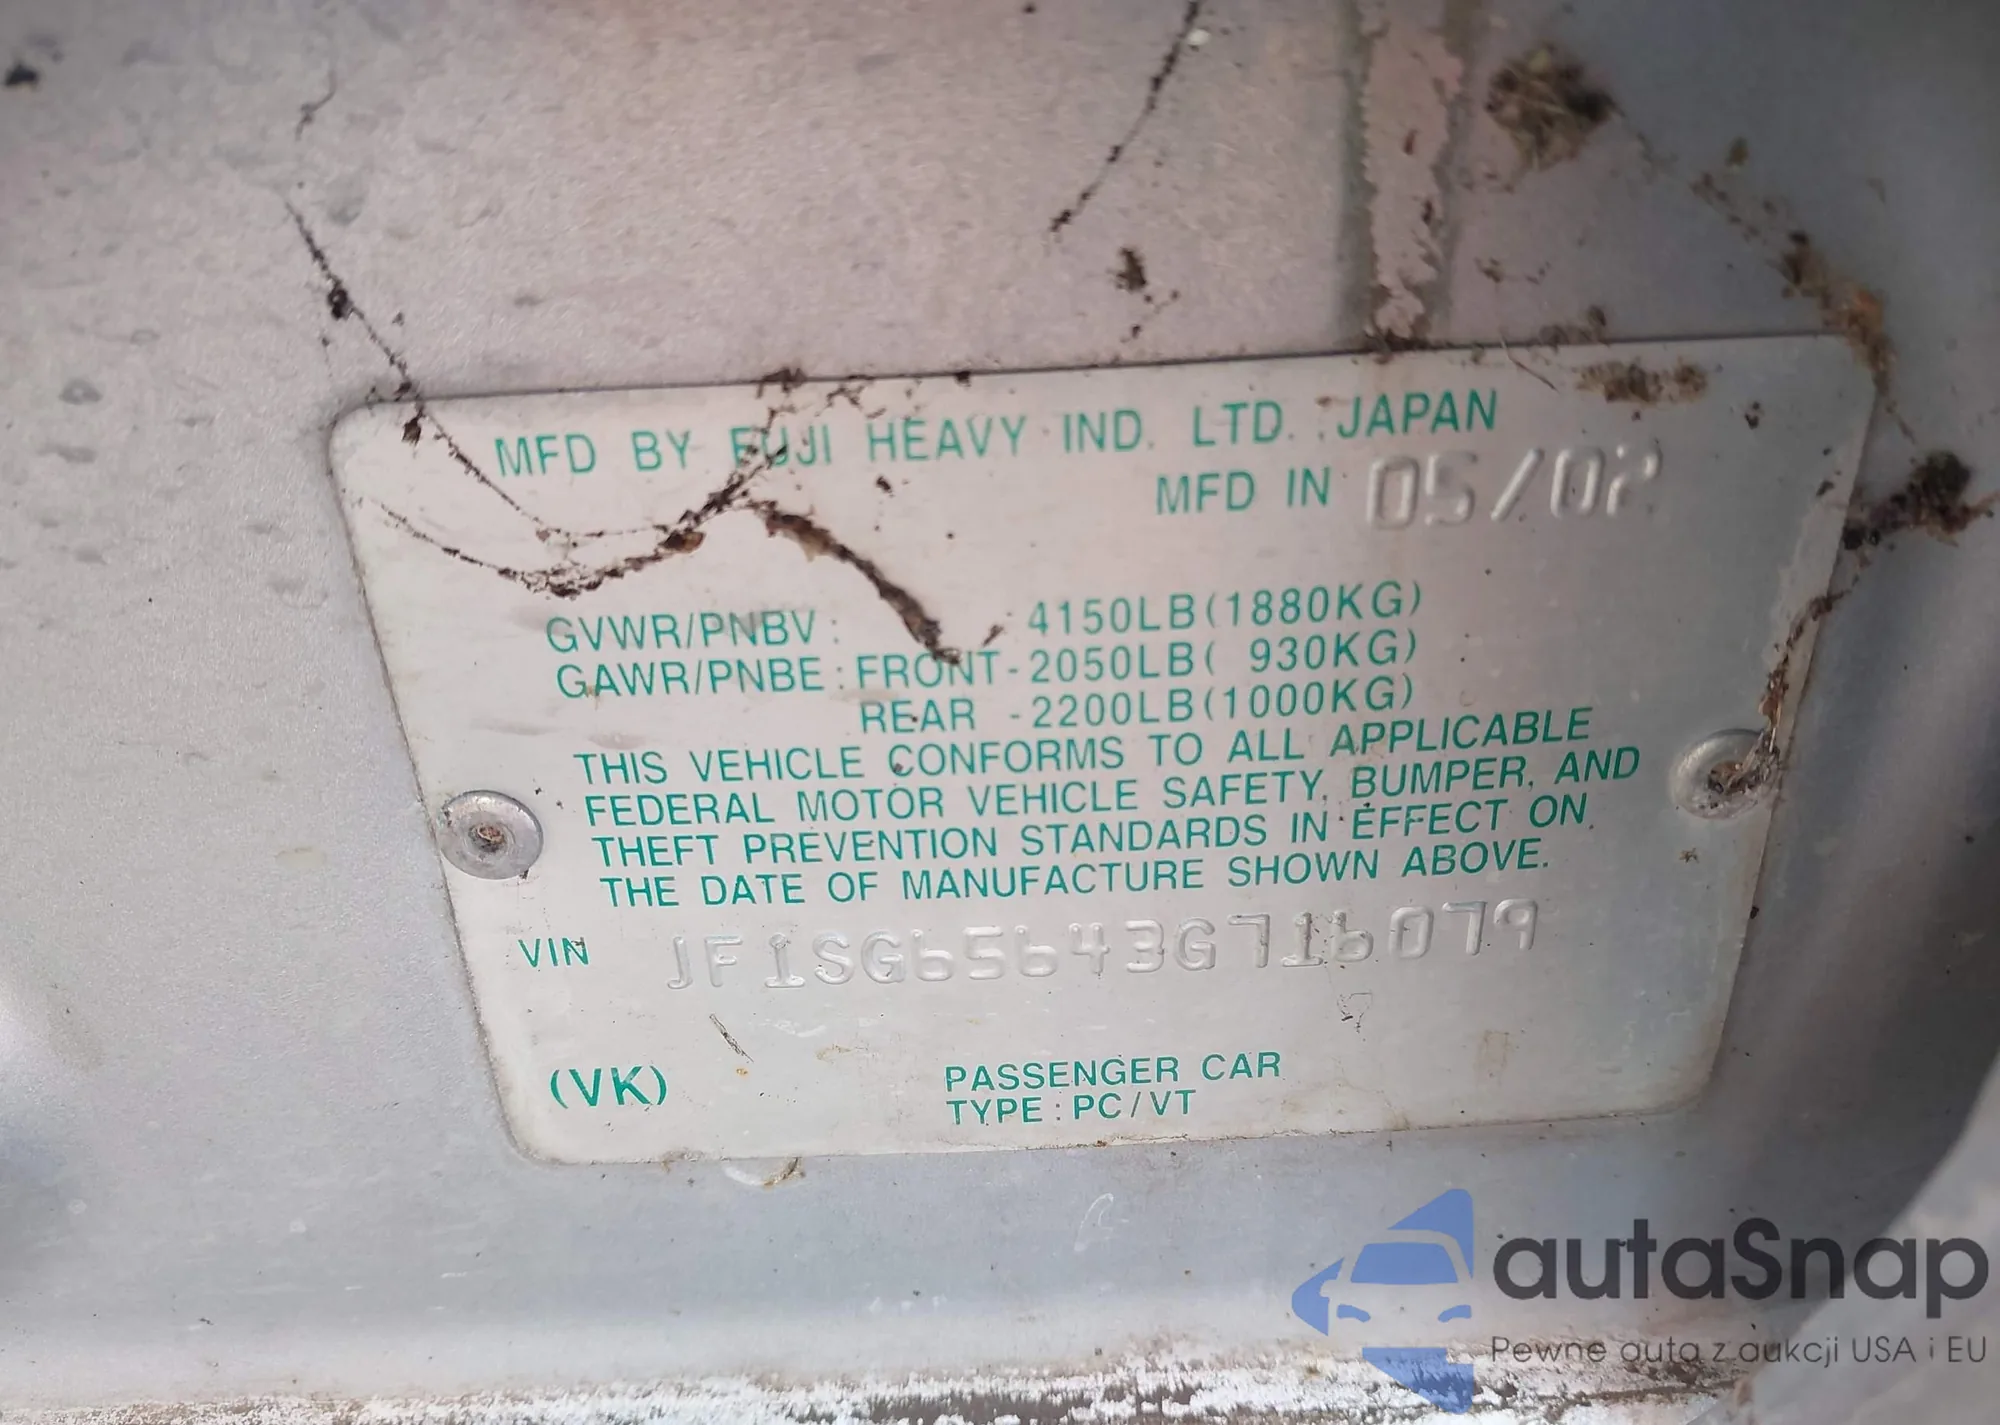 MFD BY FUJI HEAVY IND. LTD. JAPAN
MFD IN 05/02
GVWR/PNBV: 4150LB(1880KG)
GAWR/PNBE:FRONT-2050LB( 930KG)
REAR -2200LB(1000KG)
THIS VEHICLE CONFORMS TO ALL APPLICABLE
FEDERAL MOTOR VEHICLE SAFETY, BUMPER, AND
THEFT PREVENTION STANDARDS IN EFFECT ON
THE DATE OF MANUFACTURE SHOWN ABOVE.
VIN JF1SG65643G716079
(VK) PASSENGER CAR
TYPE:PC/VT
autaSnap
Pewne auta z aukcji USA i EU